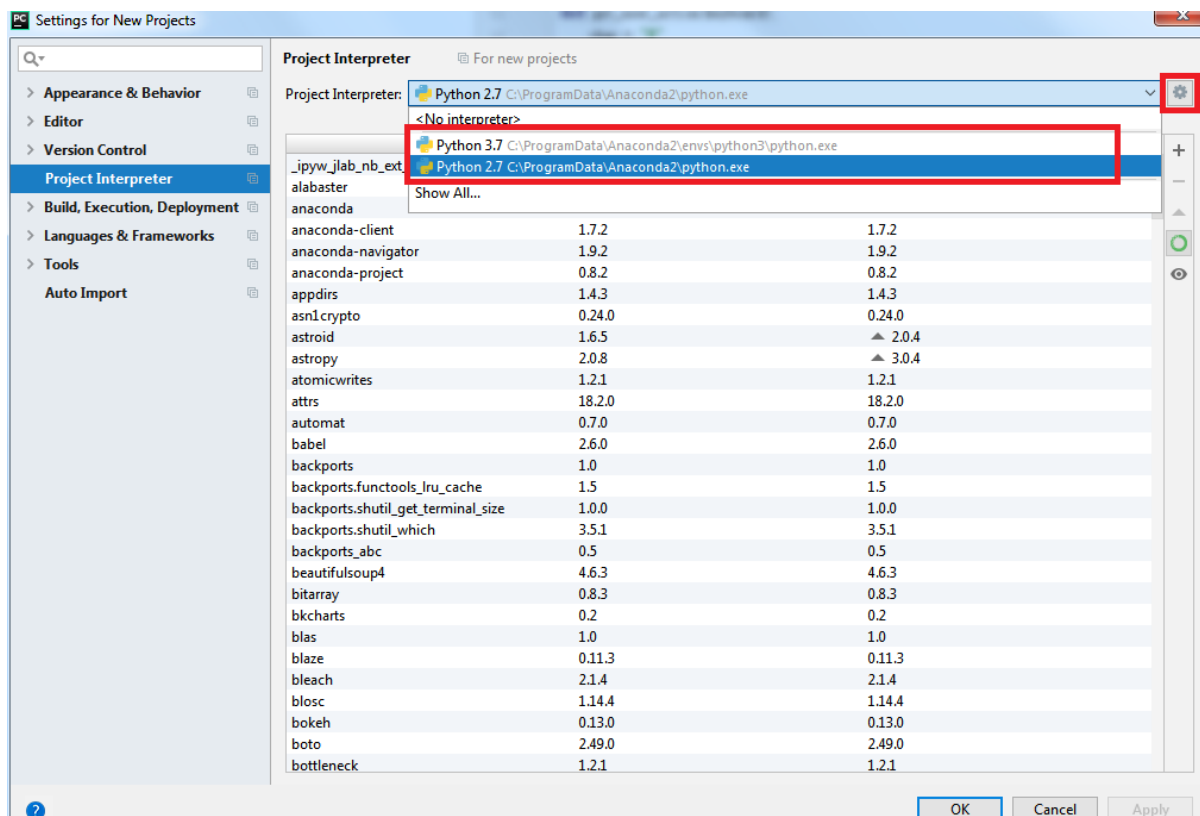 PC Settings for New Projects
Project Interpreter For new projects
Appearance & Behavior
Editor
Version Control
Project Interpreter
Build, Execution, Deployment
Languages & Frameworks
Tools
Auto Import
Project Interpreter: Python 2.7 C:\ProgramData\Anaconda2\python.exe
<No interpreter>
Python 3.7 C:\ProgramData\Anaconda2\envs\python3\python.exe
Python 2.7 C:\ProgramData\Anaconda2\python.exe
Show All...
_ipyw_jlab_nb_ext_
alabaster
anaconda
anaconda-client 1.7.2 1.7.2
anaconda-navigator 1.9.2 1.9.2
anaconda-project 0.8.2 0.8.2
appdirs 1.4.3 1.4.3
asn1crypto 0.24.0 0.24.0
astroid 1.6.5 2.0.4
astropy 2.0.8 3.0.4
atomicwrites 1.2.1 1.2.1
attrs 18.2.0 18.2.0
automat 0.7.0 0.7.0
babel 2.6.0 2.6.0
backports 1.0 1.0
backports.functools_lru_cache 1.5 1.5
backports.shutil_get_terminal_size 1.0.0 1.0.0
backports.shutil_which 3.5.1 3.5.1
backports_abc 0.5 0.5
beautifulsoup4 4.6.3 4.6.3
bitarray 0.8.3 0.8.3
bkcharts 0.2 0.2
blas 1.0 1.0
blaze 0.11.3 0.11.3
bleach 2.1.4 2.1.4
blosc 1.14.4 1.14.4
bokeh 0.13.0 0.13.0
boto 2.49.0 2.49.0
bottleneck 1.2.1 1.2.1
? OK Cancel Apply